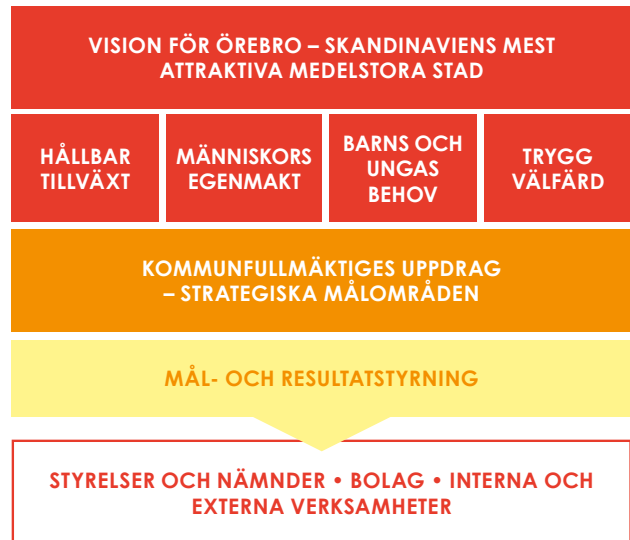 VISION FÖR ÖREBRO – SKANDINAVIENS MEST
ATTRAKTIVA MEDELSTORA STAD
HÅLLBAR
TILLVÄXT
MÄNNISKORS
EGENMAKT
BARNS OCH
UNGAS
BEHOV
TRYGG
VÄLFÄRD
KOMMUNFULLMÄKTIGES UPPDRAG
– STRATEGISKA MÅLOMRÅDEN
MÅL- OCH RESULTATSTYRNING
STYRELSER OCH NÄMNDER • BOLAG • INTERNA OCH
EXTERNA VERKSAMHETER